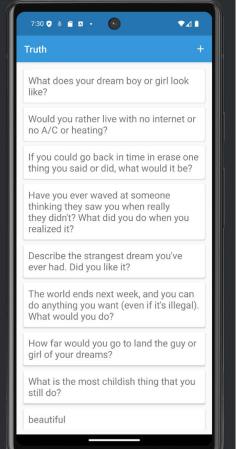 7:30
Truth
+
What does your dream boy or girl look
like?
Would you rather live with no internet or
no A/C or heating?
If you could go back in time in erase one
thing you said or did, what would it be?
Have you ever waved at someone
thinking they saw you when really
they didn't? What did you do when you
realized it?
Describe the strangest dream you've
ever had. Did you like it?
The world ends next week, and you can
do anything you want (even if it's illegal).
What would you do?
How far would you go to land the guy or
girl of your dreams?
What is the most childish thing that you
still do?
beautiful